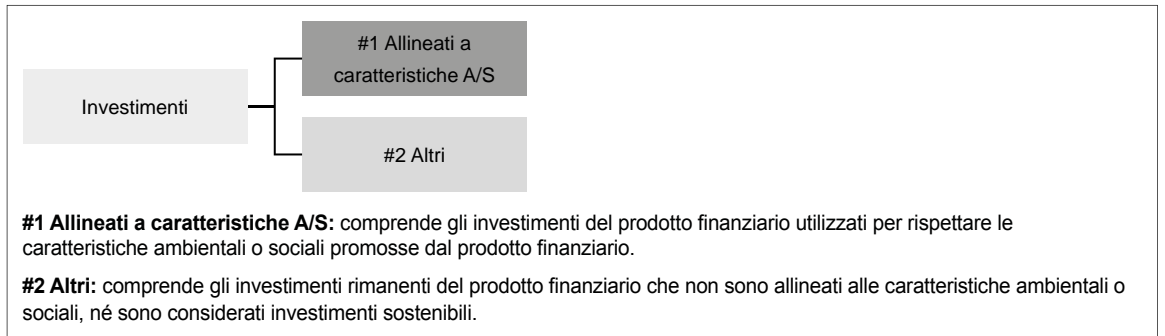 #1 Allineati a
caratteristiche A/S
Investimenti
#2 Altri
#1 Allineati a caratteristiche A/S: comprende gli investimenti del prodotto finanziario utilizzati per rispettare le
caratteristiche ambientali o sociali promosse dal prodotto finanziario.
#2 Altri: comprende gli investimenti rimanenti del prodotto finanziario che non sono allineati alle caratteristiche ambientali o
sociali, né sono considerati investimenti sostenibili.